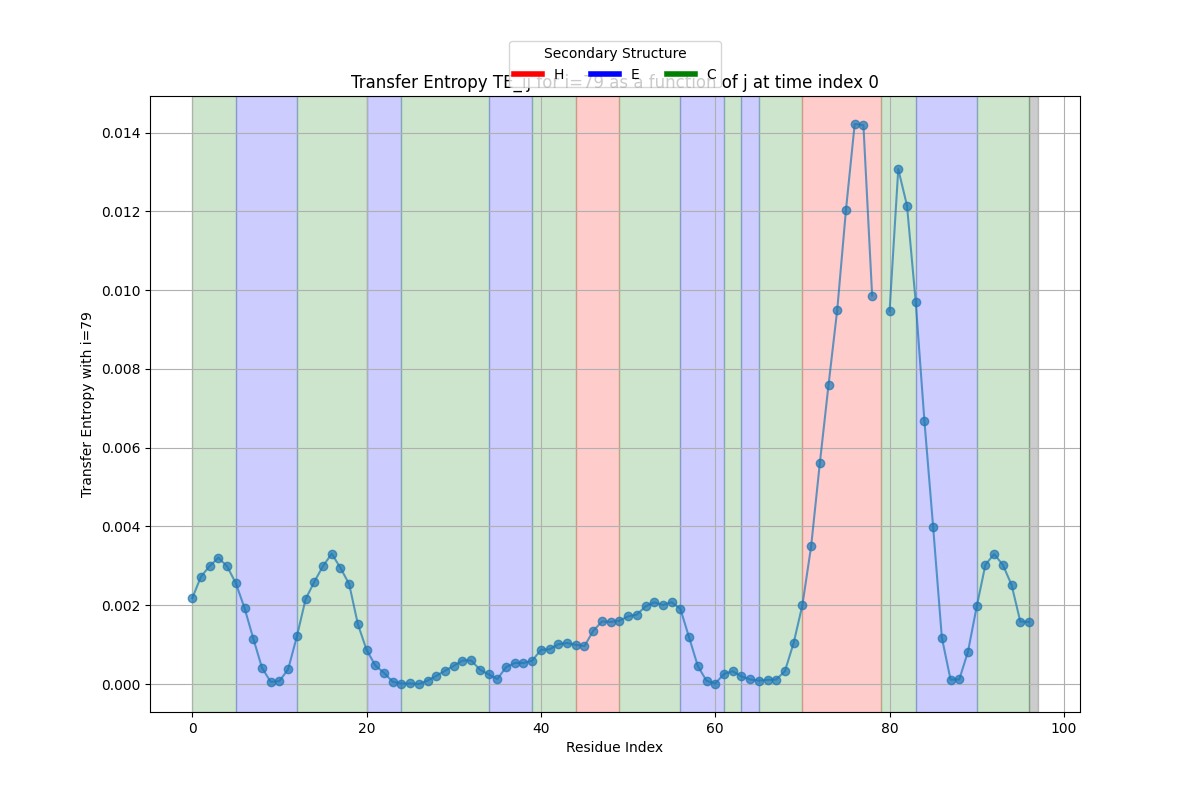 Secondary Structure
H E C
Transfer Entropy TE_ij for i=79 as a function of j at time index 0
0.014
0.012
0.010
0.008
0.006
0.004
0.002
0.000
Transfer Entropy with i=79
0 20 40 60 80 100
Residue Index